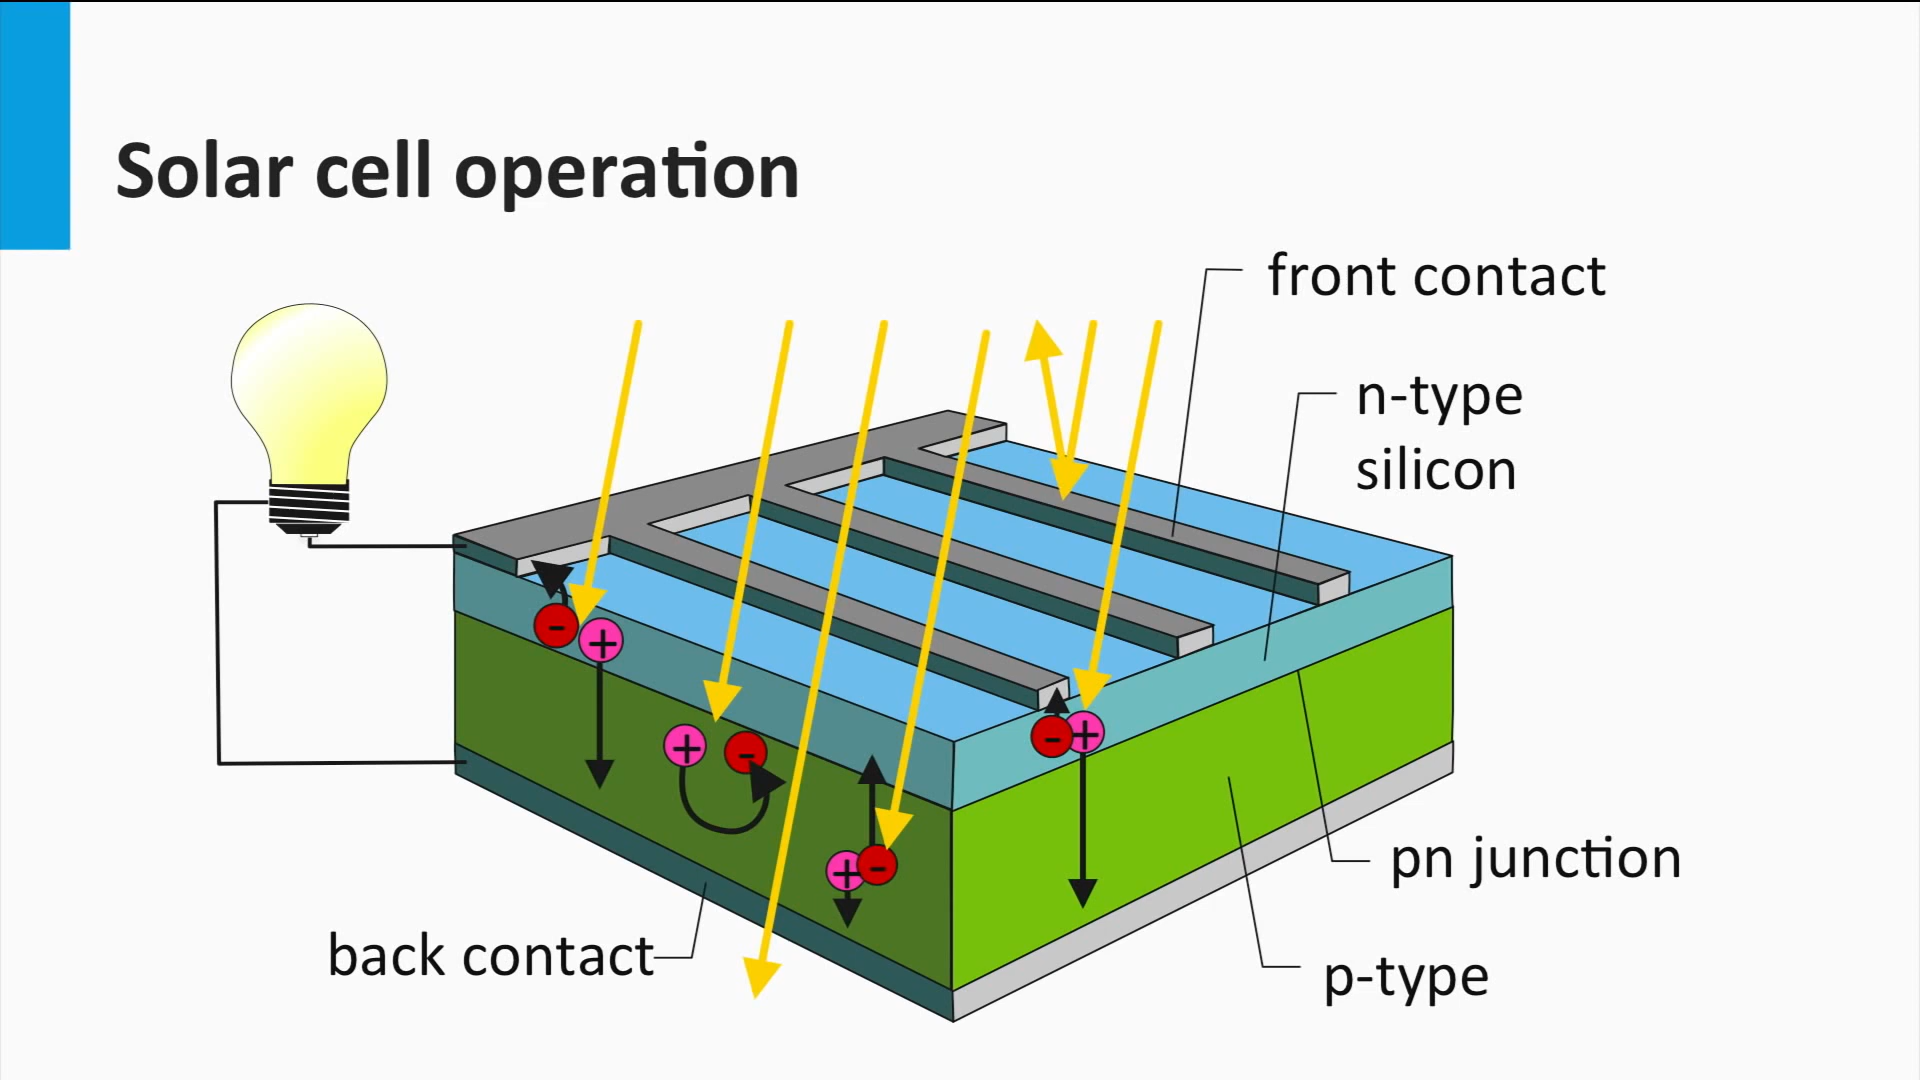 Solar cell operation
front contact
n-type
silicon
pn junction
back contact
p-type
-
+
+
-
-
+
+
-